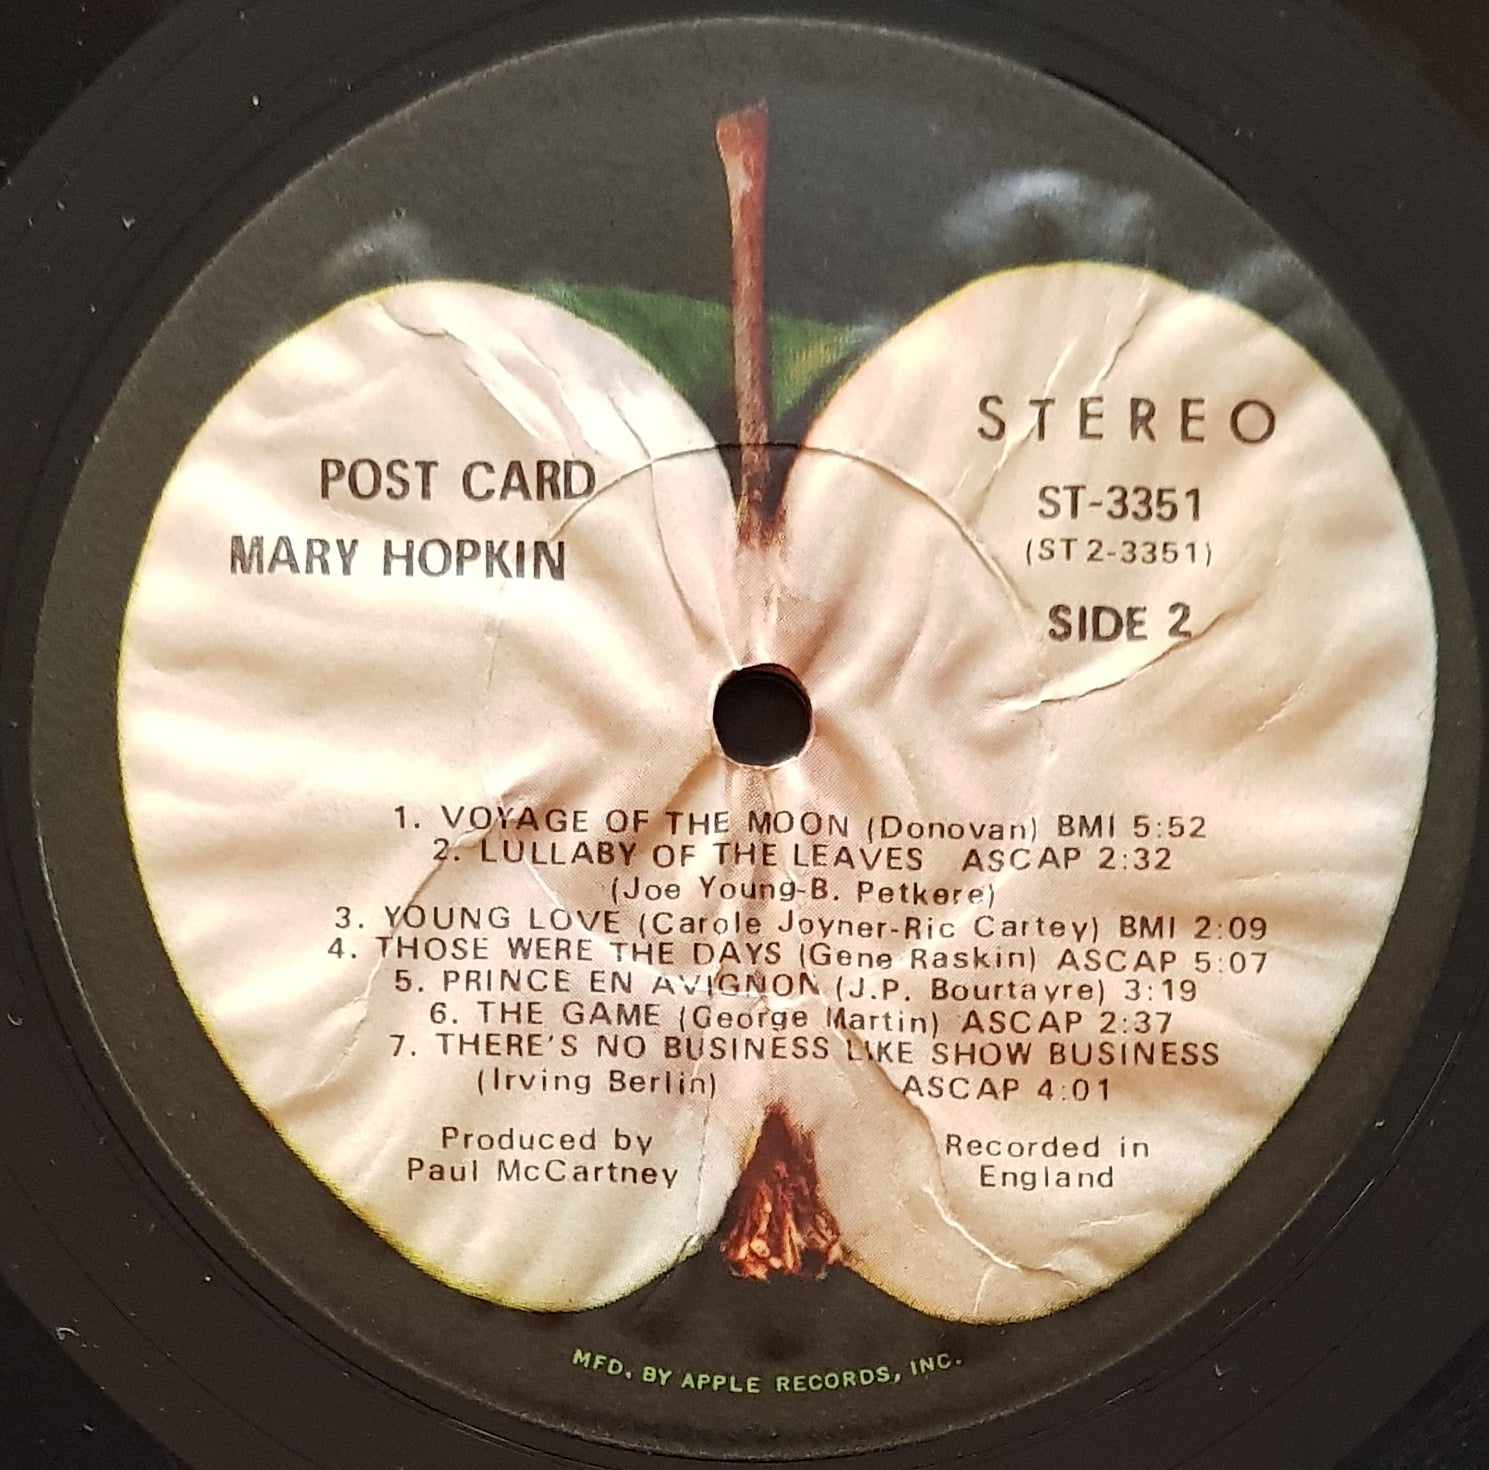 POST CARD
MARY HOPKIN
STEREO
ST-3351
(ST 2-3351)
SIDE 2
1. VOYAGE OF THE MOON (Donovan) BMI 5:52
2. LULLABY OF THE LEAVES ASCAP 2:32
(Joe Young-B. Petkere)
3. YOUNG LOVE (Carole Joyner-Ric Cartey) BMI 2:09
4. THOSE WERE THE DAYS (Gene Raskin) ASCAP 5:07
5. PRINCE EN AVIGNON (J.P. Bourtayre) 3:19
6. THE GAME (George Martin) ASCAP 2:37
7. THERE'S NO BUSINESS LIKE SHOW BUSINESS
(Irving Berlin) ASCAP 4:01
Produced by
Paul McCartney
Recorded in
England
MFD. BY APPLE RECORDS, INC.